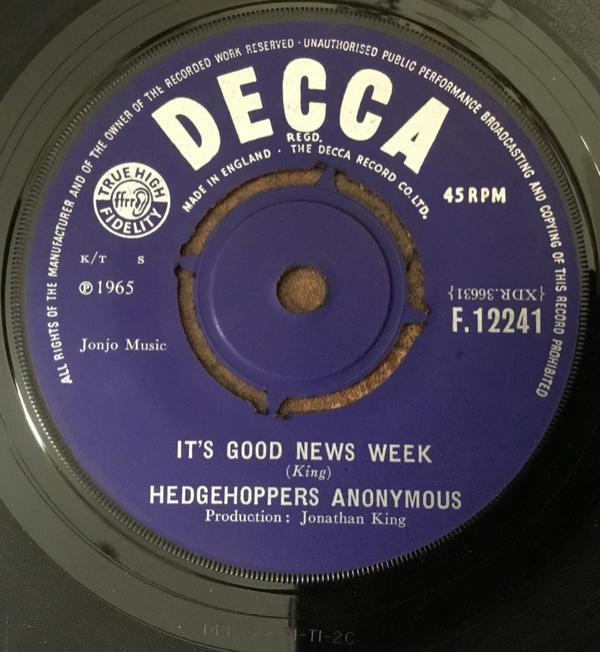 ALL RIGHTS OF THE MANUFACTURER AND OF THE OWNER OF THE RECORDED WORK RESERVED · UNAUTHORISED PUBLIC PERFORMANCE BROADCASTING AND COPYING OF THIS RECORD PROHIBITED
DECCA
REGD.
MADE IN ENGLAND · THE DECCA RECORD CO. LTD.
TRUE HIGH
ffrr
FIDELITY
45 RPM
K/T S
℗ 1965
{XDR.36631}
F.12241
Jonjo Music
IT'S GOOD NEWS WEEK
(King)
HEDGEHOPPERS ANONYMOUS
Production: Jonathan King